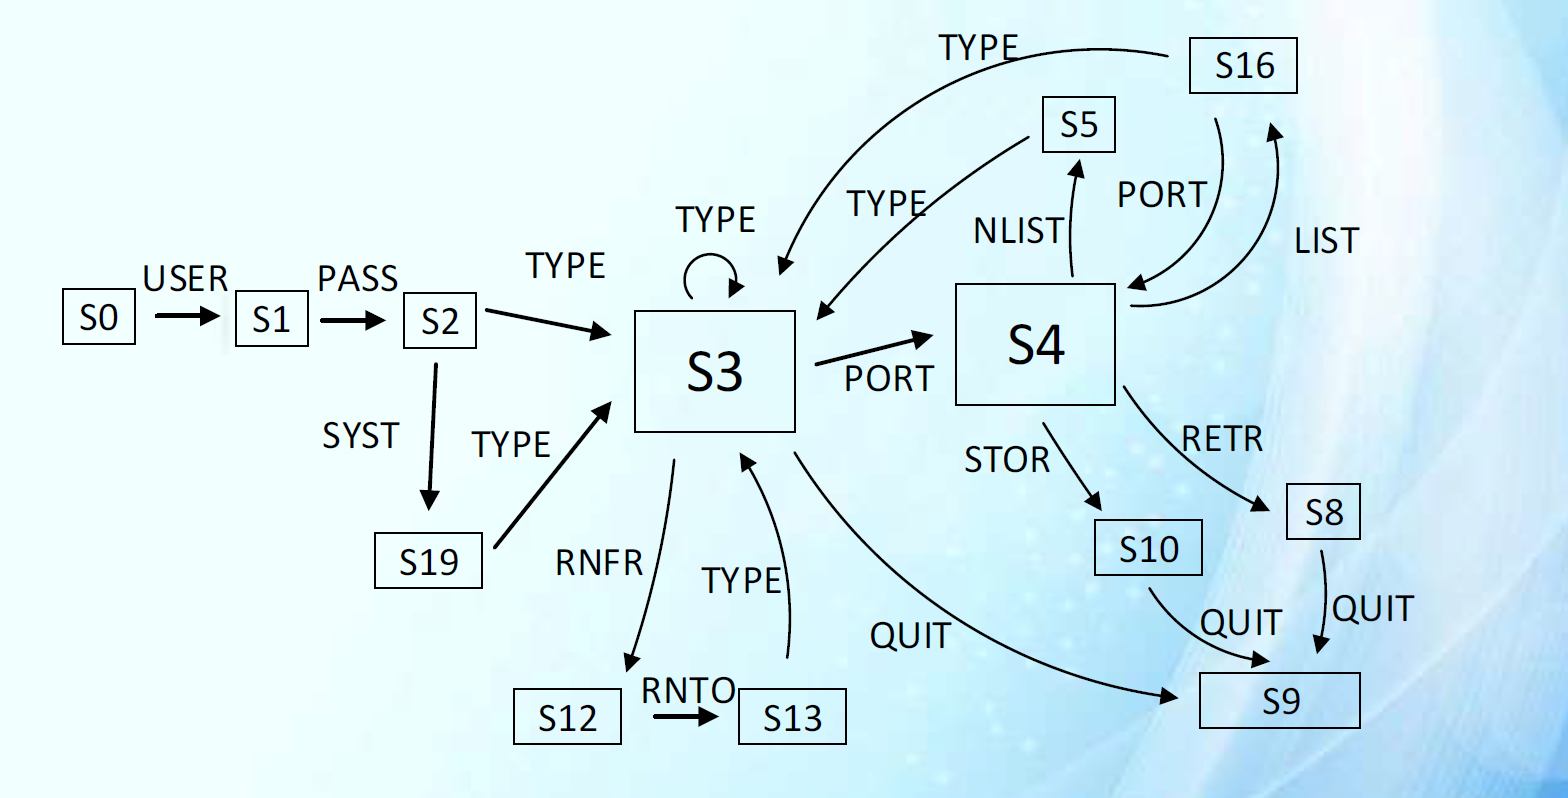 TYPE
S16
S5
TYPE
PORT
NLIST
LIST
TYPE
TYPE
USER
PASS
S0
S1
S2
S3
S4
PORT
SYST
TYPE
STOR
RETR
S8
S10
S19
RNFR
TYPE
QUIT
QUIT
QUIT
RNTO
S12
S13
S9